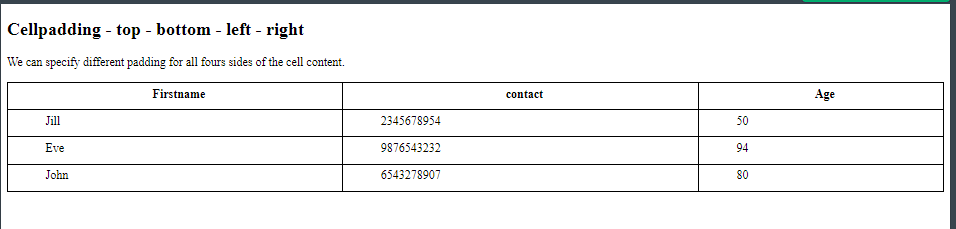 Cellpadding - top - bottom - left - right
We can specify different padding for all fours sides of the cell content.
Firstname contact Age
Jill 2345678954 50
Eve 9876543232 94
John 6543278907 80